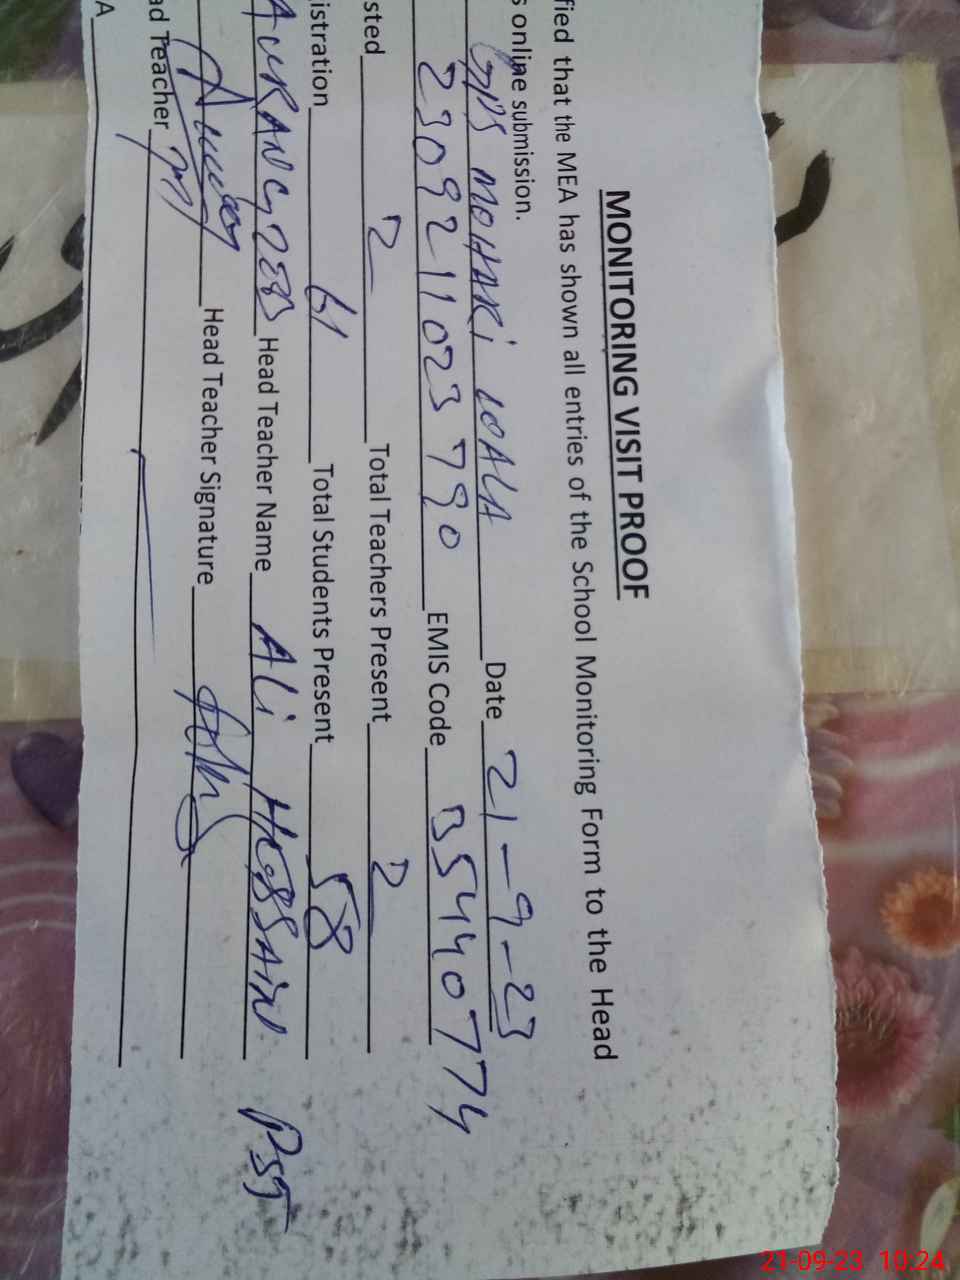 MONITORING VISIT PROOF
fied that the MEA has shown all entries of the School Monitoring Form to the Head
s online submission.
GPS MOHARi WALA Date 21-9-23
230921023790 EMIS Code 35440774
sted 2 Total Teachers Present 2
istration 61 Total Students Present 58
AURANGZEB Head Teacher Name ALi HUSSAIN PST
Head Teacher Signature
ad Teacher
A
21-09-23 10:24